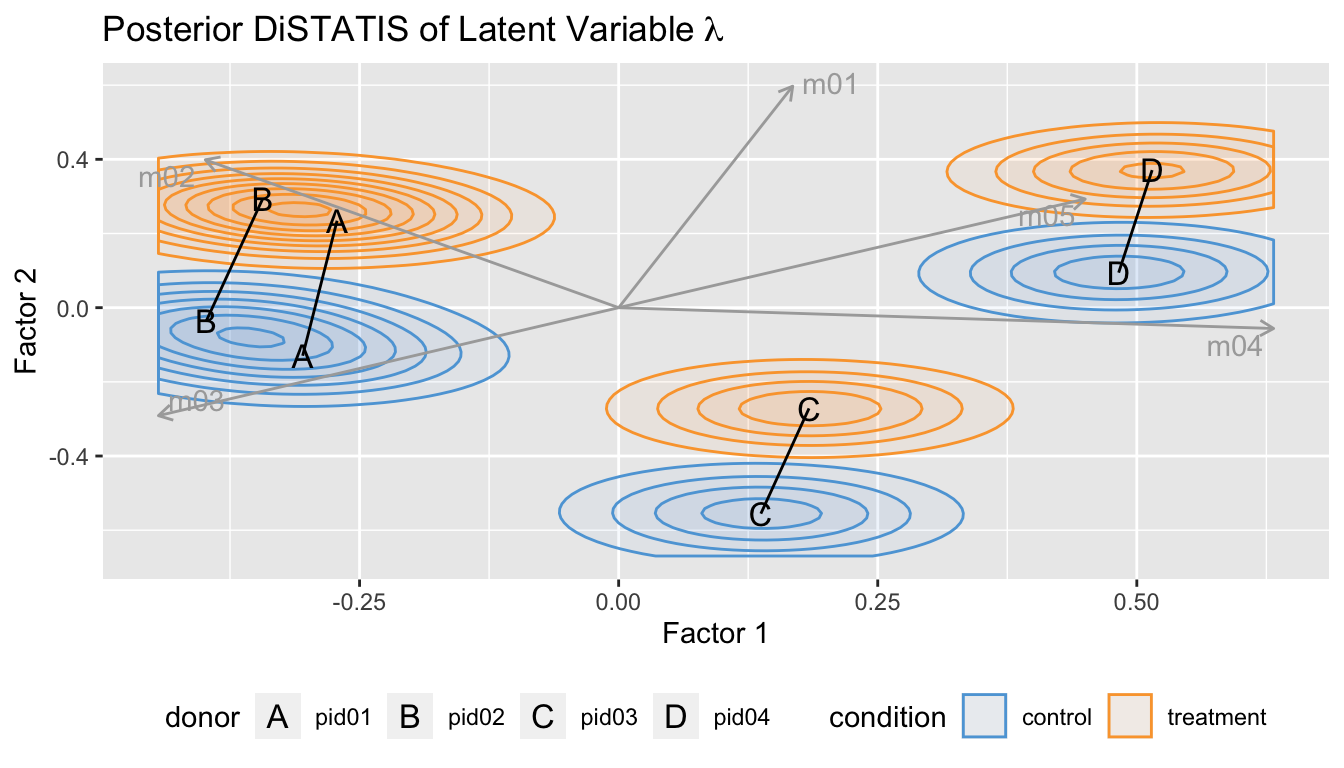 Posterior DiSTATIS of Latent Variable λ
m01
0.4
m02
B
A
D
m05
Factor 2
0.0
B
A
D
m04
m03
C
-0.4
C
-0.25 0.00 0.25 0.50
Factor 1
donor A pid01 B pid02 C pid03 D pid04 condition control treatment